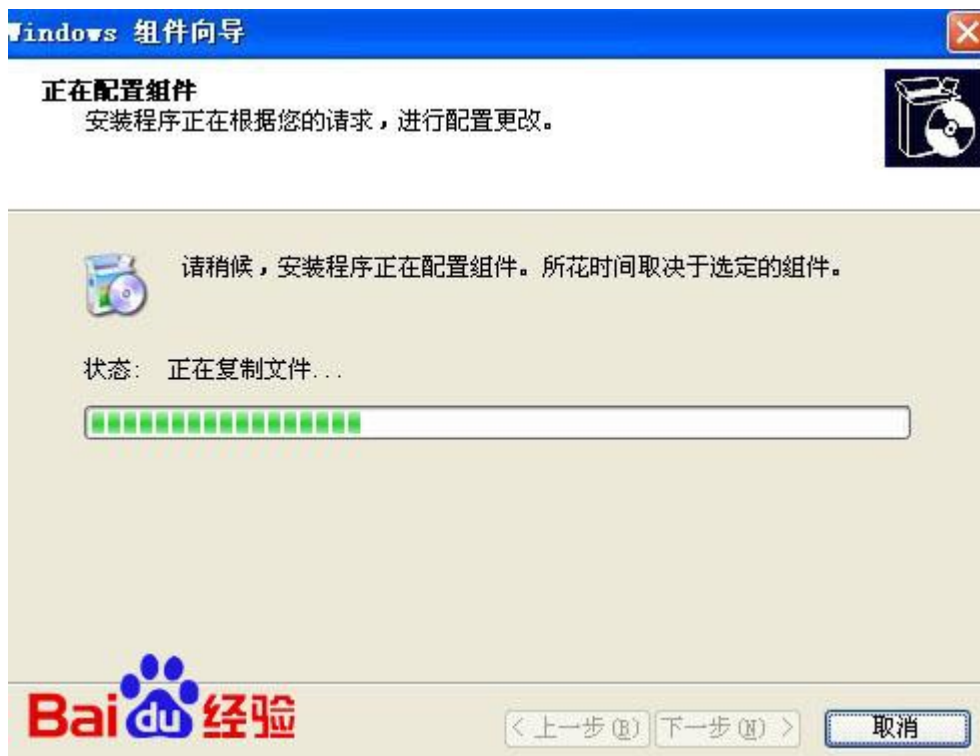 Windows 组件向导
正在配置组件
安装程序正在根据您的请求，进行配置更改。
请稍候，安装程序正在配置组件。所花时间取决于选定的组件。
状态: 正在复制文件...
Baidu 经验
< 上一步(B) 下一步(N) > 取消